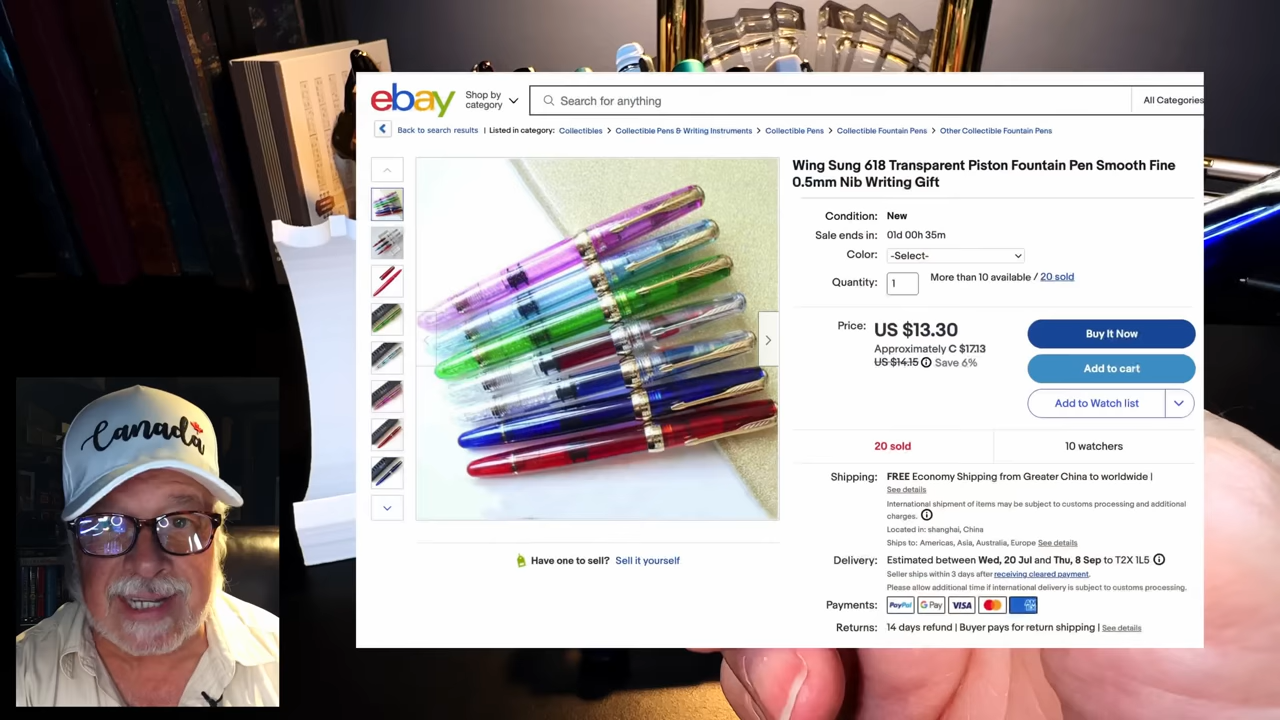 ebay
Shop by
category
Search for anything
All Categories
Back to search results | Listed in category: Collectibles > Collectible Pens & Writing Instruments > Collectible Pens > Collectible Fountain Pens > Other Collectible Fountain Pens
Wing Sung 618 Transparent Piston Fountain Pen Smooth Fine
0.5mm Nib Writing Gift
Condition: New
Sale ends in: 01d 00h 35m
Color: -Select-
Quantity: 1 More than 10 available / 20 sold
Price: US $13.30
Approximately C $17.13
US $14.15 Save 6%
Buy It Now
Add to cart
Add to Watch list
20 sold
10 watchers
Shipping: FREE Economy Shipping from Greater China to worldwide |
See details
International shipment of items may be subject to customs processing and additional
charges.
Located in: shanghai, China
Ships to: Americas, Asia, Australia, Europe See details
Delivery: Estimated between Wed, 20 Jul and Thu, 8 Sep to T2X 1L5
Seller ships within 3 days after receiving cleared payment.
Please allow additional time if international delivery is subject to customs processing.
Payments: PayPal G Pay VISA
Returns: 14 days refund | Buyer pays for return shipping | See details
Have one to sell? Sell it yourself
Canada